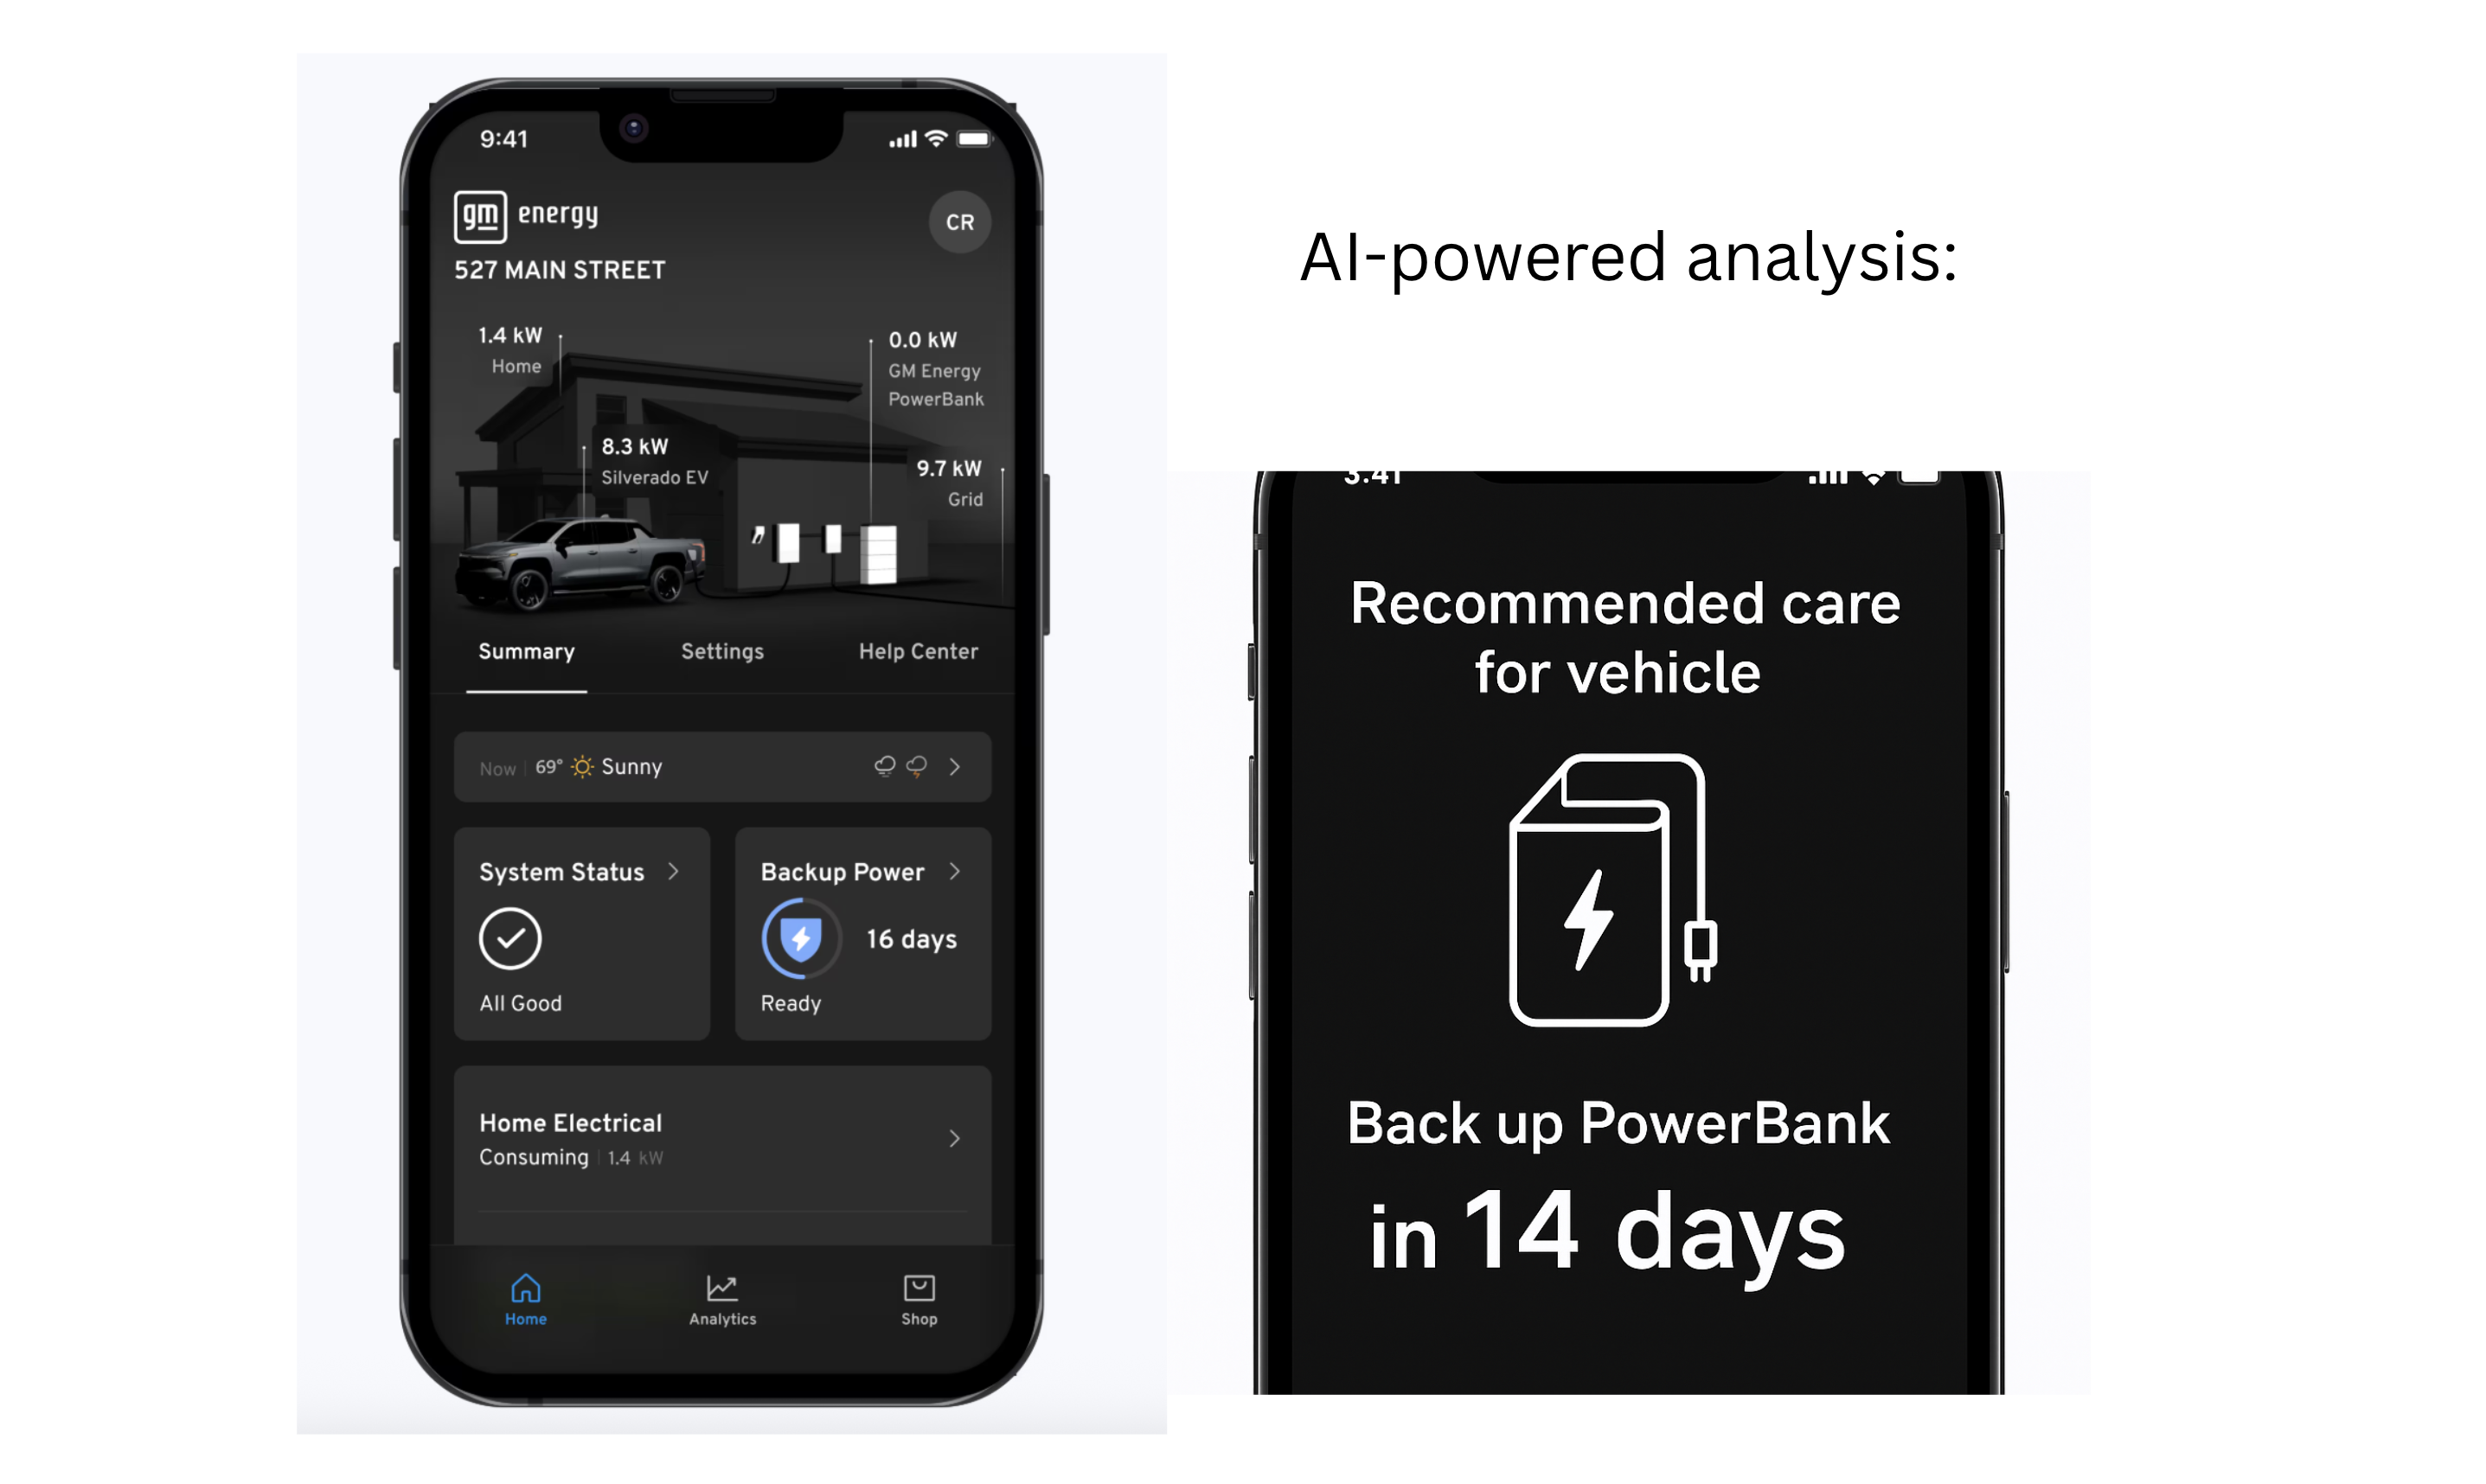 9:41
gm energy
CR
527 MAIN STREET
1.4 kW
Home
0.0 kW
GM Energy
PowerBank
8.3 kW
Silverado EV
9.7 kW
Grid
Summary Settings Help Center
Now 69° Sunny
System Status
All Good
Backup Power
16 days
Ready
Home Electrical
Consuming 1.4 kW
Home Analytics Shop
AI-powered analysis:
Recommended care
for vehicle
Back up PowerBank
in 14 days